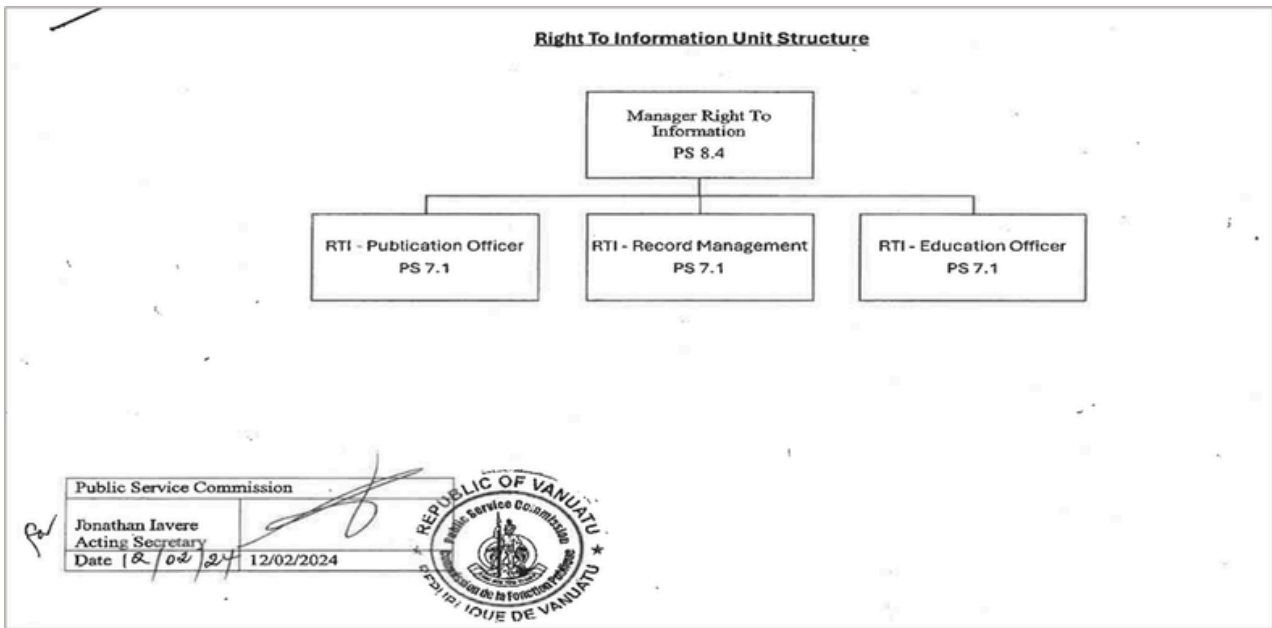 Right To Information Unit Structure
Manager Right To
Information
PS 8.4
RTI - Publication Officer
PS 7.1
RTI - Record Management
PS 7.1
RTI - Education Officer
PS 7.1
Public Service Commission
for
Jonathan Iavere
Acting Secretary
Date 12/02/24
12/02/2024
REPUBLIC OF VANUATU
Public Service Commission
Commission de la Fonction Publique
REPUBLIQUE DE VANUATU